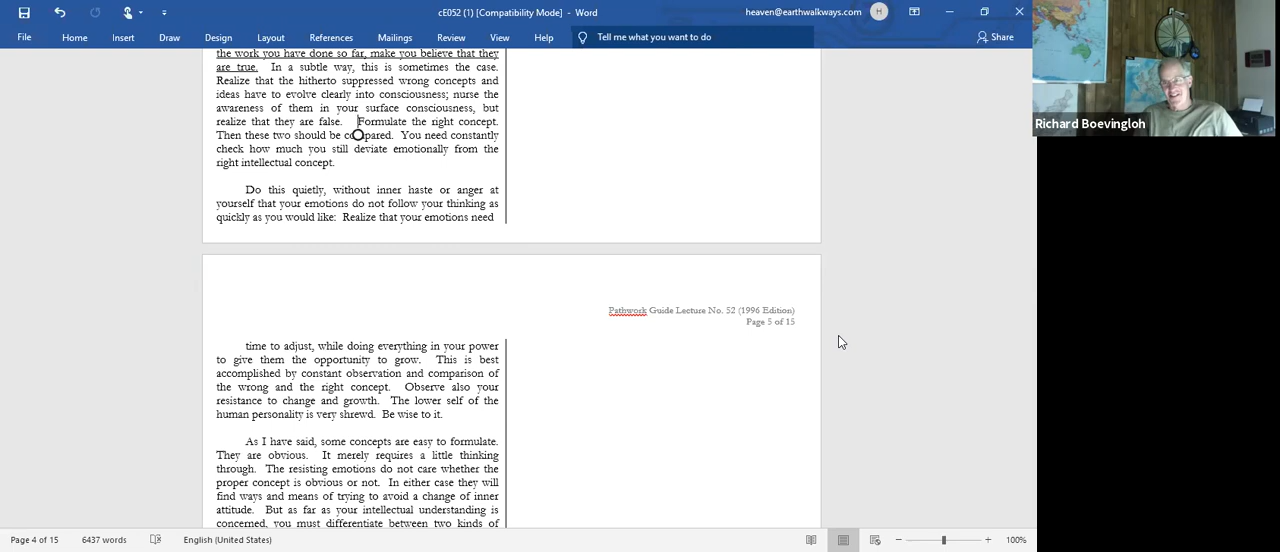 cE052 (1) [Compatibility Mode] - Word
heaven@earthwalkways.com
H
File Home Insert Draw Design Layout References Mailings Review View Help Tell me what you want to do Share
the work you have done so far, make you believe that they
are true. In a subtle way, this is sometimes the case.
Realize that the hitherto suppressed wrong concepts and
ideas have to evolve clearly into consciousness; nurse the
awareness of them in your surface consciousness, but
realize that they are false. Formulate the right concept.
Then these two should be compared. You need constantly
check how much you still deviate emotionally from the
right intellectual concept.
Do this quietly, without inner haste or anger at
yourself that your emotions do not follow your thinking as
quickly as you would like: Realize that your emotions need
Pathwork Guide Lecture No. 52 (1996 Edition)
Page 5 of 15
time to adjust, while doing everything in your power
to give them the opportunity to grow. This is best
accomplished by constant observation and comparison of
the wrong and the right concept. Observe also your
resistance to change and growth. The lower self of the
human personality is very shrewd. Be wise to it.
As I have said, some concepts are easy to formulate.
They are obvious. It merely requires a little thinking
through. The resisting emotions do not care whether the
proper concept is obvious or not. In either case they will
find ways and means of trying to avoid a change of inner
attitude. But as far as your intellectual understanding is
concerned, you must differentiate between two kinds of
Page 4 of 15 6437 words English (United States) 100%
Richard Boevingloh